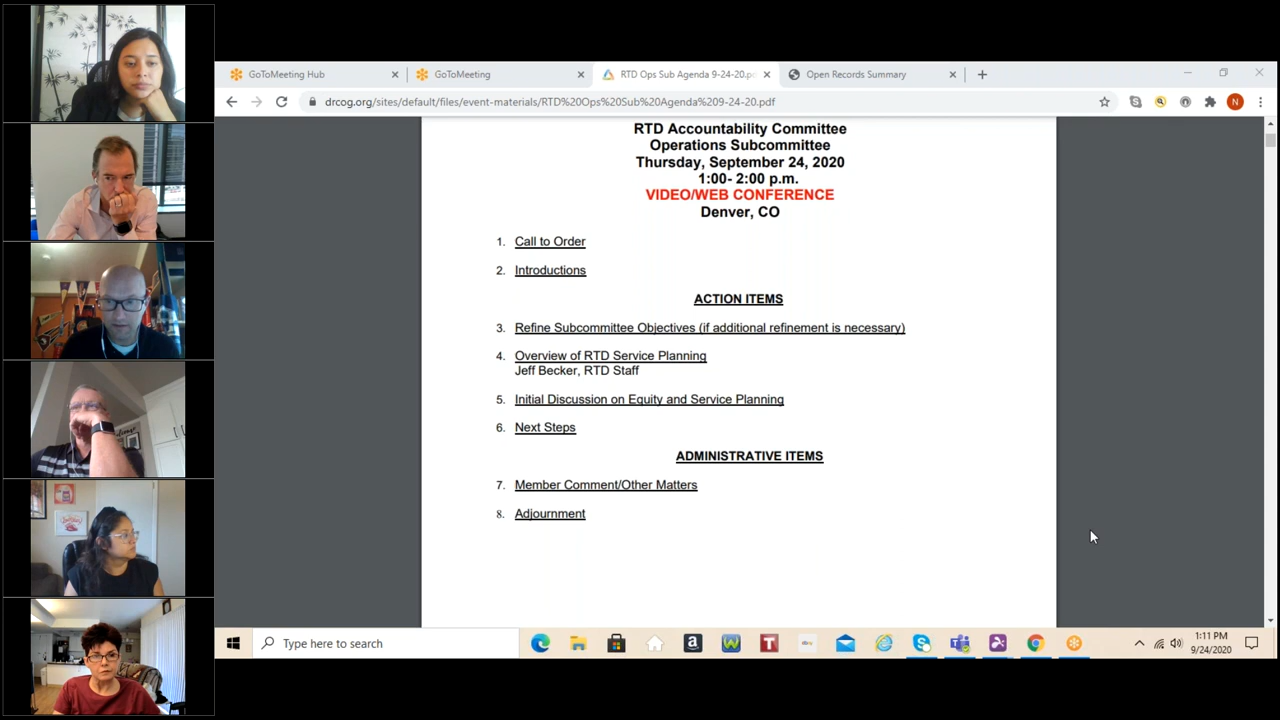 GoToMeeting Hub
GoToMeeting
RTD Ops Sub Agenda 9-24-20.p
Open Records Summary
drcog.org/sites/default/files/event-materials/RTD%20Ops%20Sub%20Agenda%209-24-20.pdf
N
RTD Accountability Committee
Operations Subcommittee
Thursday, September 24, 2020
1:00- 2:00 p.m.
VIDEO/WEB CONFERENCE
Denver, CO
1. Call to Order
2. Introductions
ACTION ITEMS
3. Refine Subcommittee Objectives (if additional refinement is necessary)
4. Overview of RTD Service Planning
Jeff Becker, RTD Staff
5. Initial Discussion on Equity and Service Planning
6. Next Steps
ADMINISTRATIVE ITEMS
7. Member Comment/Other Matters
8. Adjournment
Type here to search
1:11 PM
9/24/2020